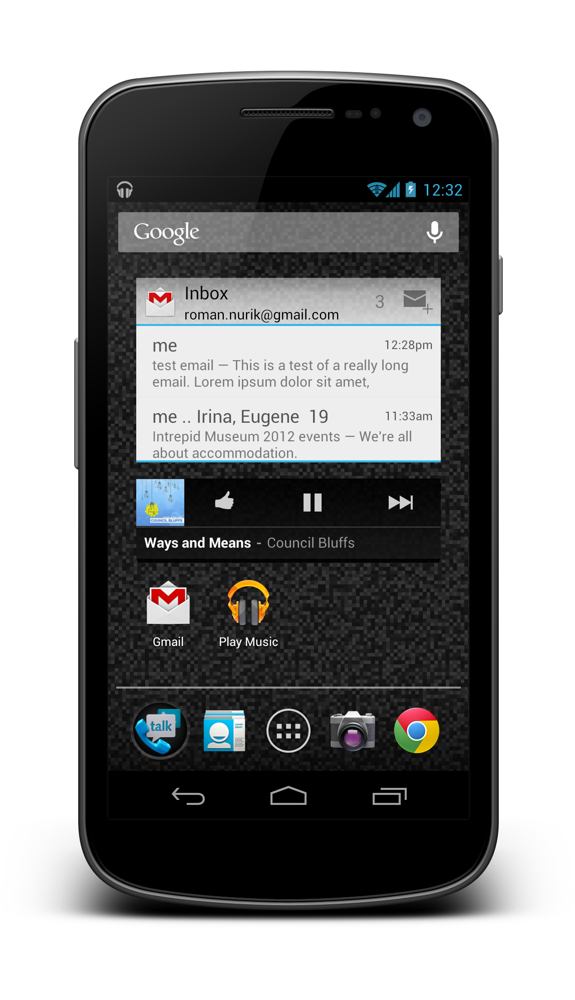 12:32
Google
Inbox
3
roman.nurik@gmail.com
me
12:28pm
test email — This is a test of a really long
email. Lorem ipsum dolor sit amet,
me .. Irina, Eugene 19
11:33am
Intrepid Museum 2012 events — We're all
about accommodation.
COUNCIL BLUFFS
Ways and Means - Council Bluffs
Gmail
Play Music
talk
Lauren
Ipsum